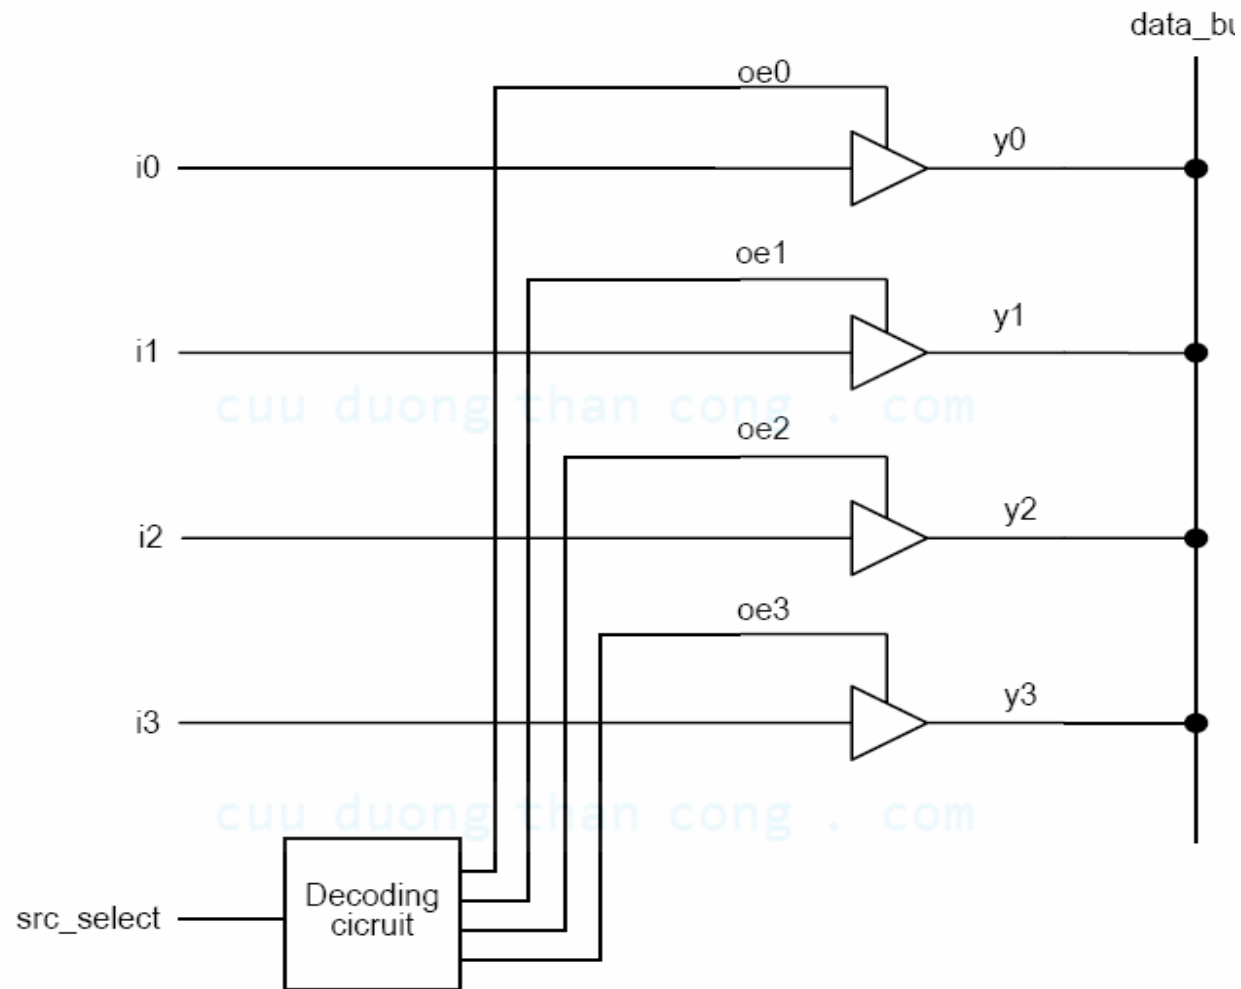 data_bu
oe0
y0
i0
oe1
y1
i1
cuu duong than cong . com
oe2
y2
i2
oe3
y3
i3
cuu duong than cong . com
Decoding
cicruit
src_select